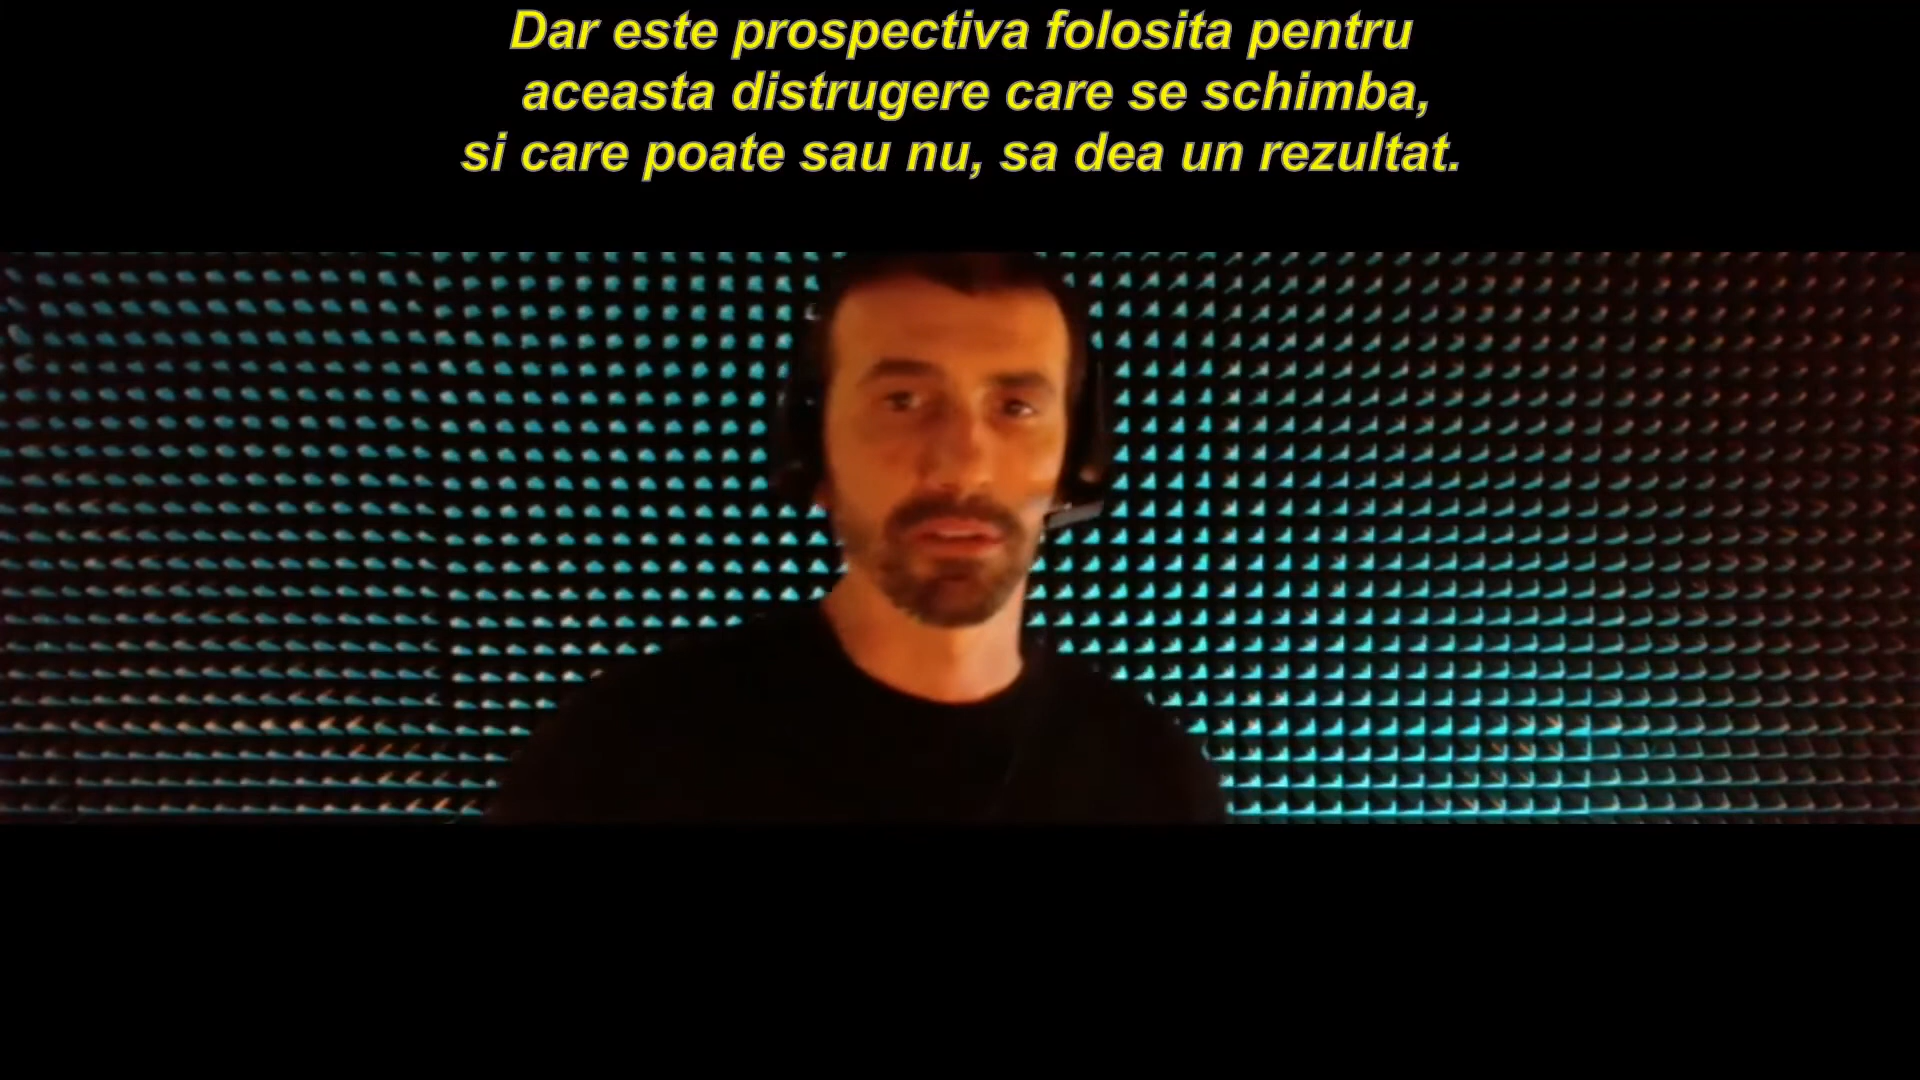 Dar este prospectiva folosita pentru
aceasta distrugere care se schimba,
si care poate sau nu, sa dea un rezultat.